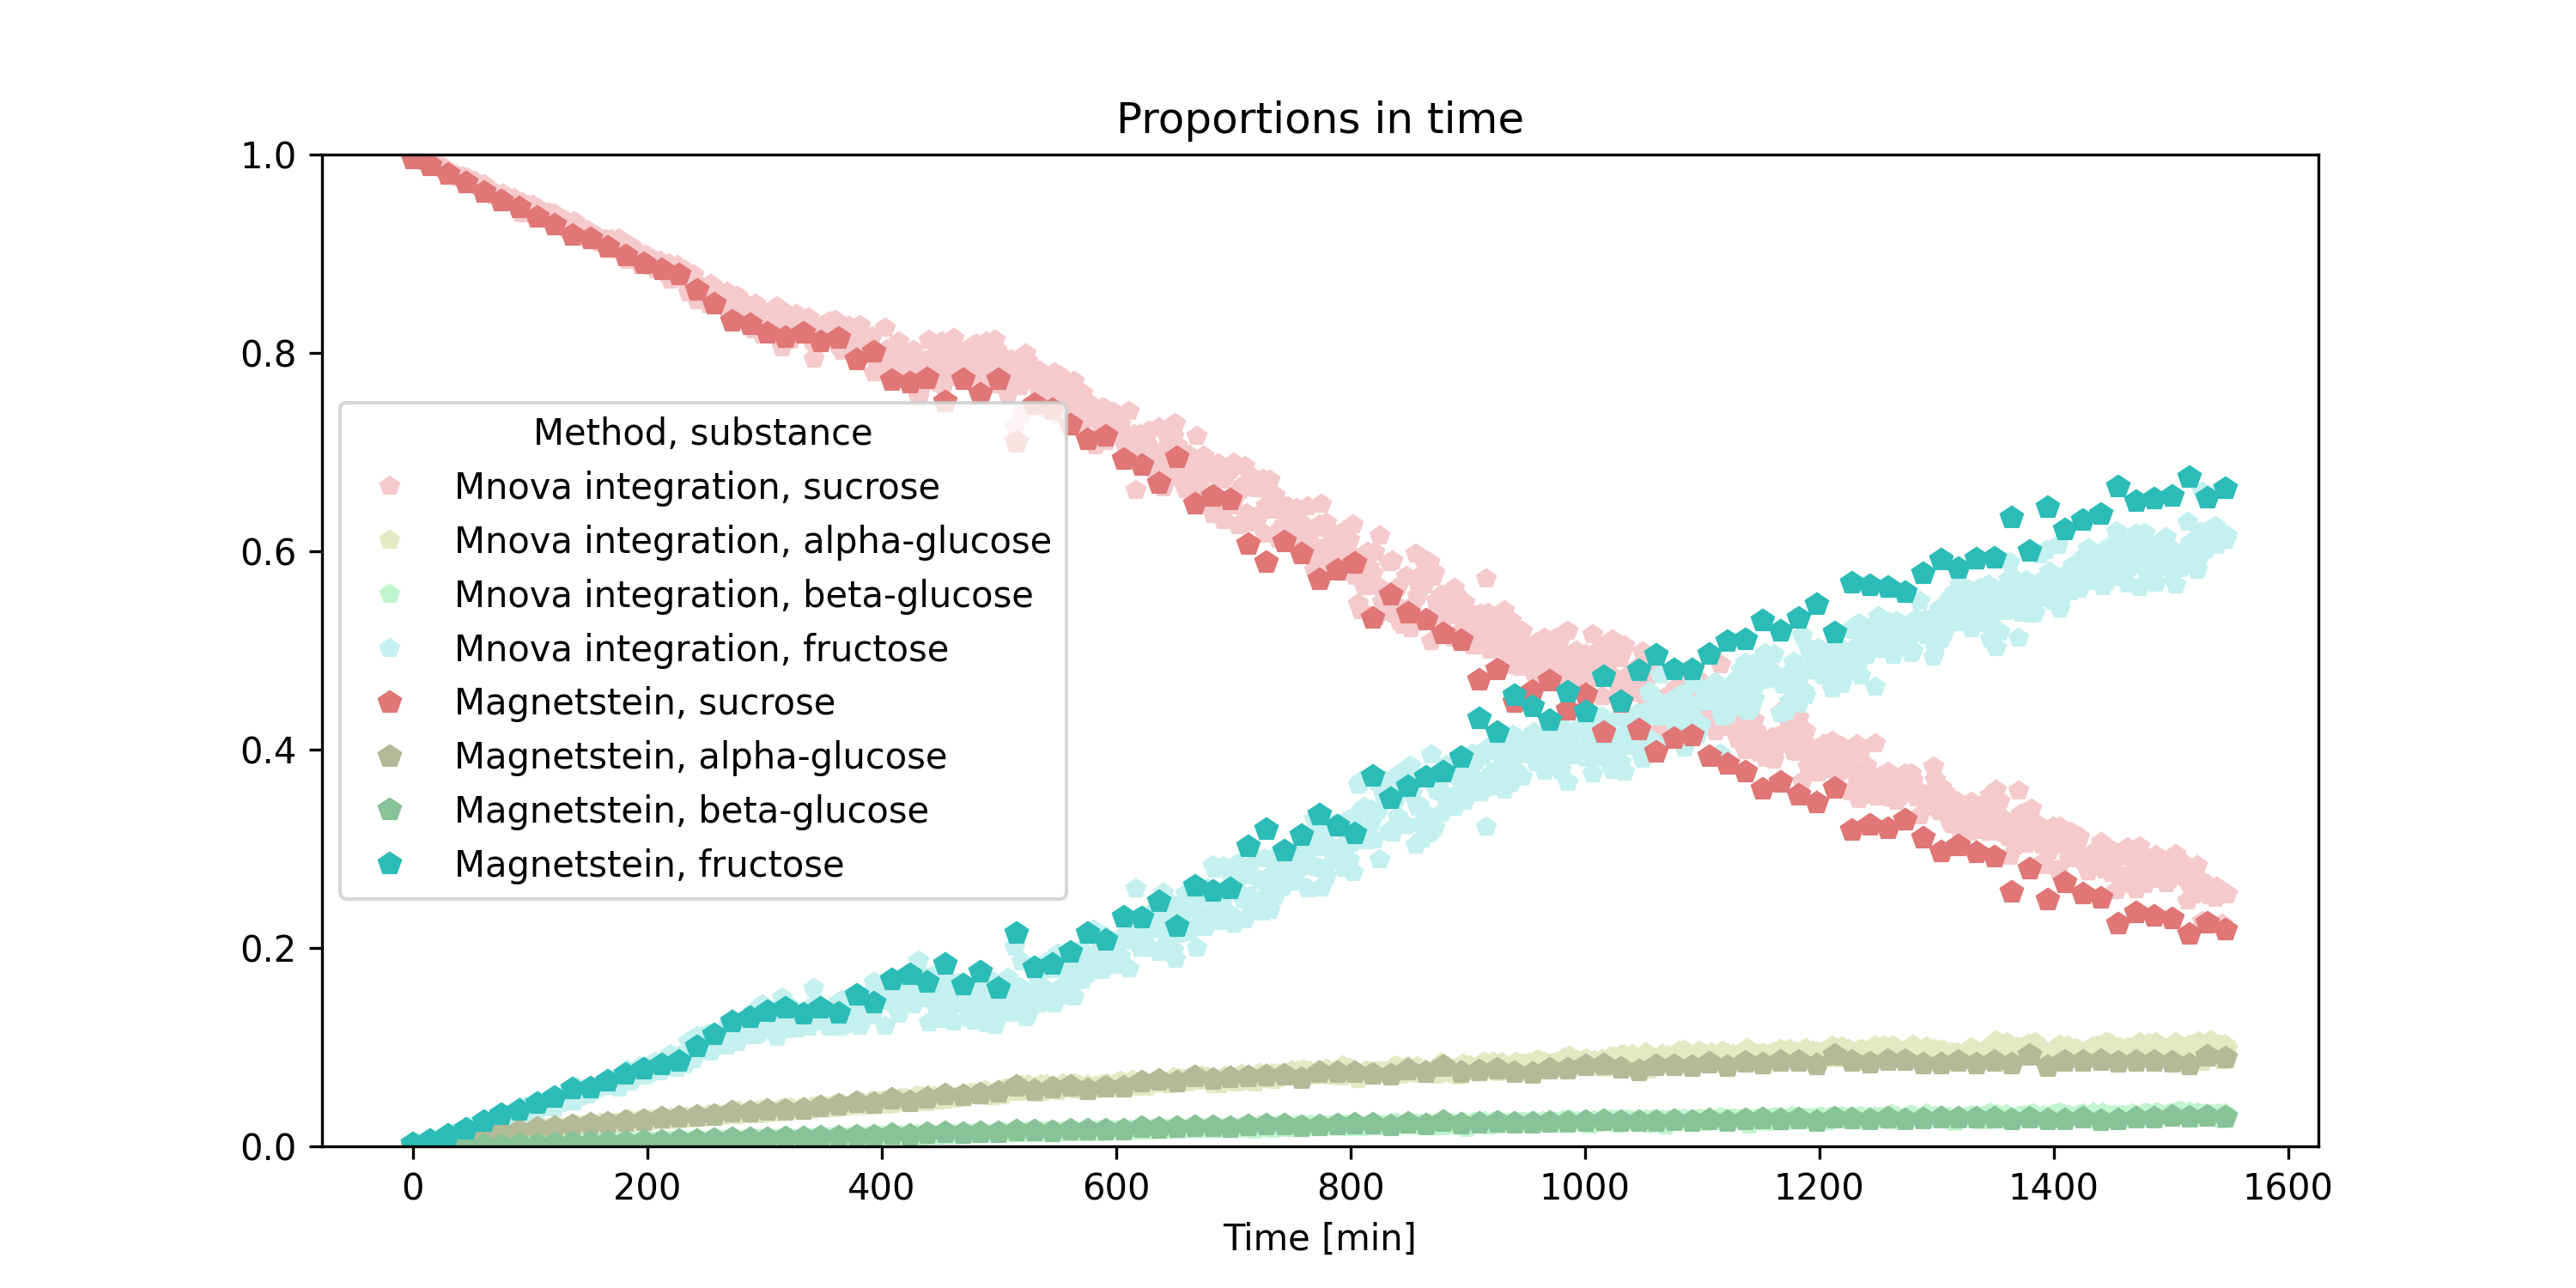 Proportions in time
1.0
0.8
0.6
0.4
0.2
0.0
Method, substance
Mnova integration, sucrose
Mnova integration, alpha-glucose
Mnova integration, beta-glucose
Mnova integration, fructose
Magnetstein, sucrose
Magnetstein, alpha-glucose
Magnetstein, beta-glucose
Magnetstein, fructose
0 200 400 600 800 1000 1200 1400 1600
Time [min]